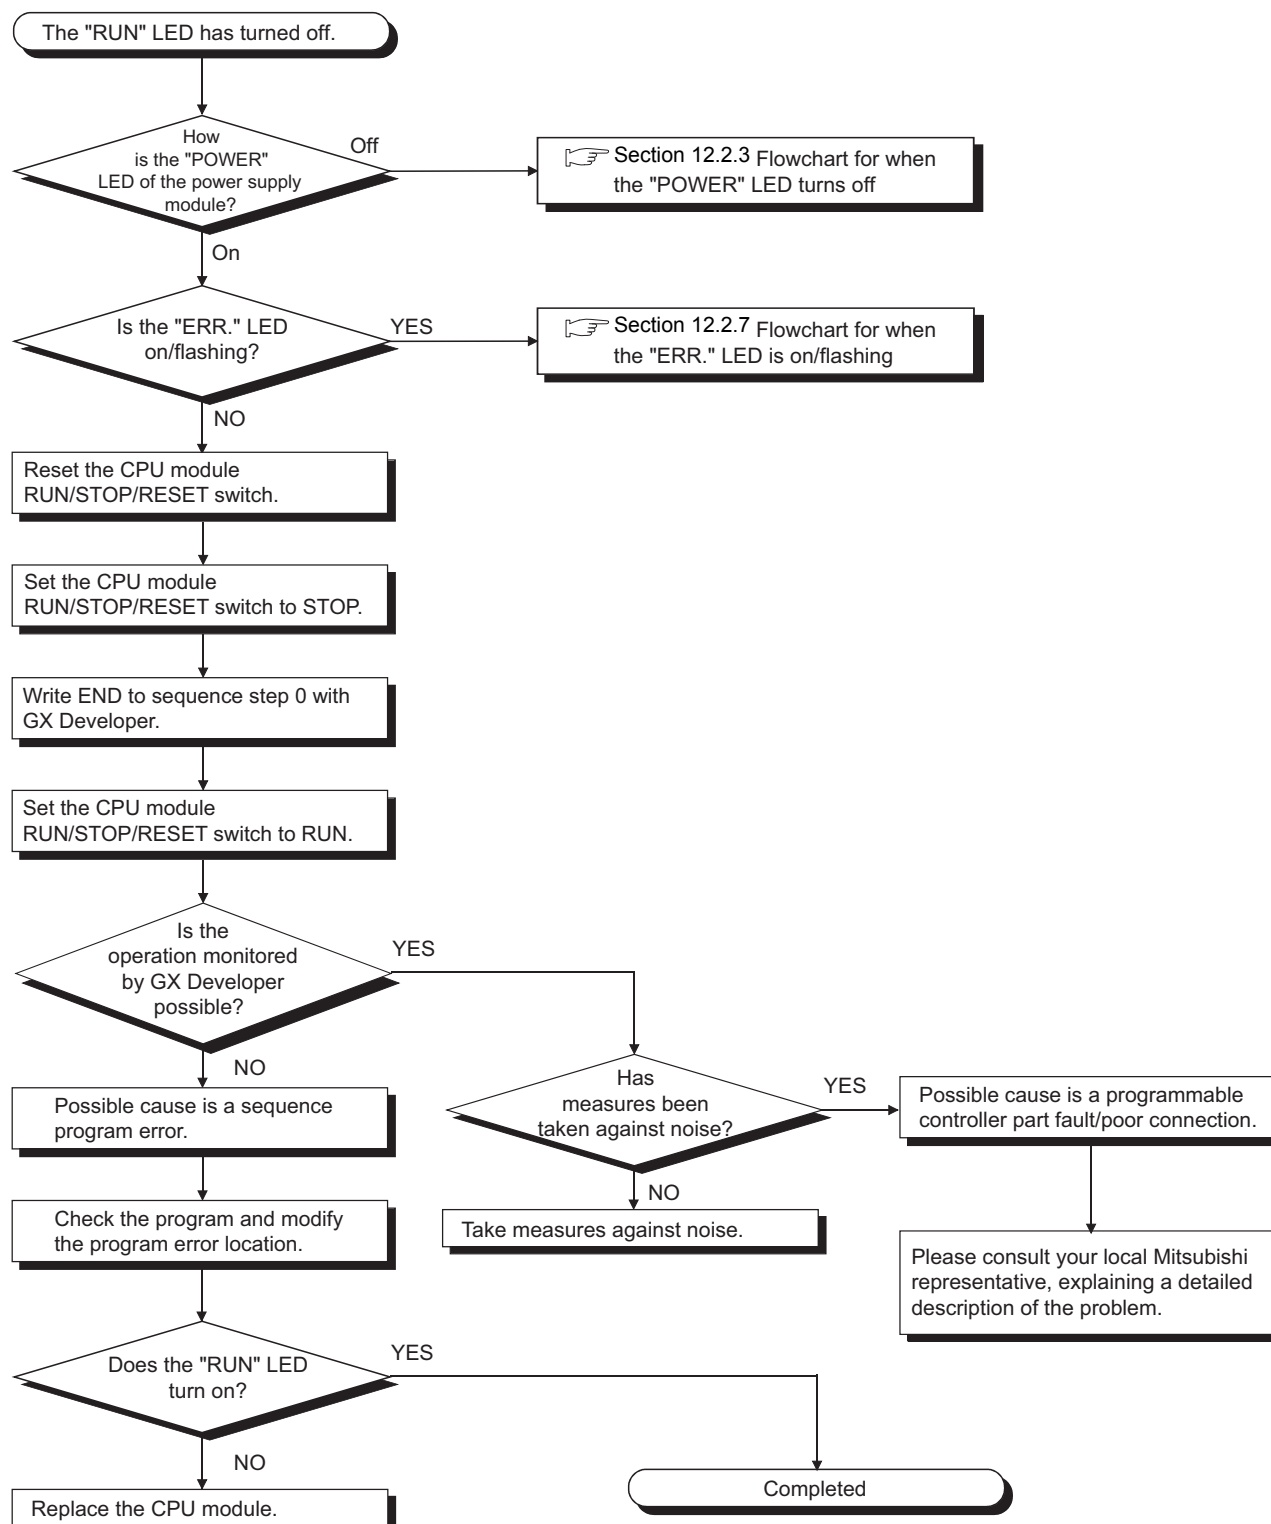 The "RUN" LED has turned off.
How
is the "POWER"
LED of the power supply
module?
Off
Section 12.2.3 Flowchart for when
the "POWER" LED turns off
On
Is the "ERR." LED
on/flashing?
YES
Section 12.2.7 Flowchart for when
the "ERR." LED is on/flashing
NO
Reset the CPU module
RUN/STOP/RESET switch.
Set the CPU module
RUN/STOP/RESET switch to STOP.
Write END to sequence step 0 with
GX Developer.
Set the CPU module
RUN/STOP/RESET switch to RUN.
Is the
operation monitored
by GX Developer
possible?
YES
NO
Has
measures been
taken against noise?
YES
Possible cause is a programmable
controller part fault/poor connection.
NO
Take measures against noise.
Please consult your local Mitsubishi
representative, explaining a detailed
description of the problem.
Possible cause is a sequence
program error.
Check the program and modify
the program error location.
Does the "RUN" LED
turn on?
YES
NO
Completed
Replace the CPU module.